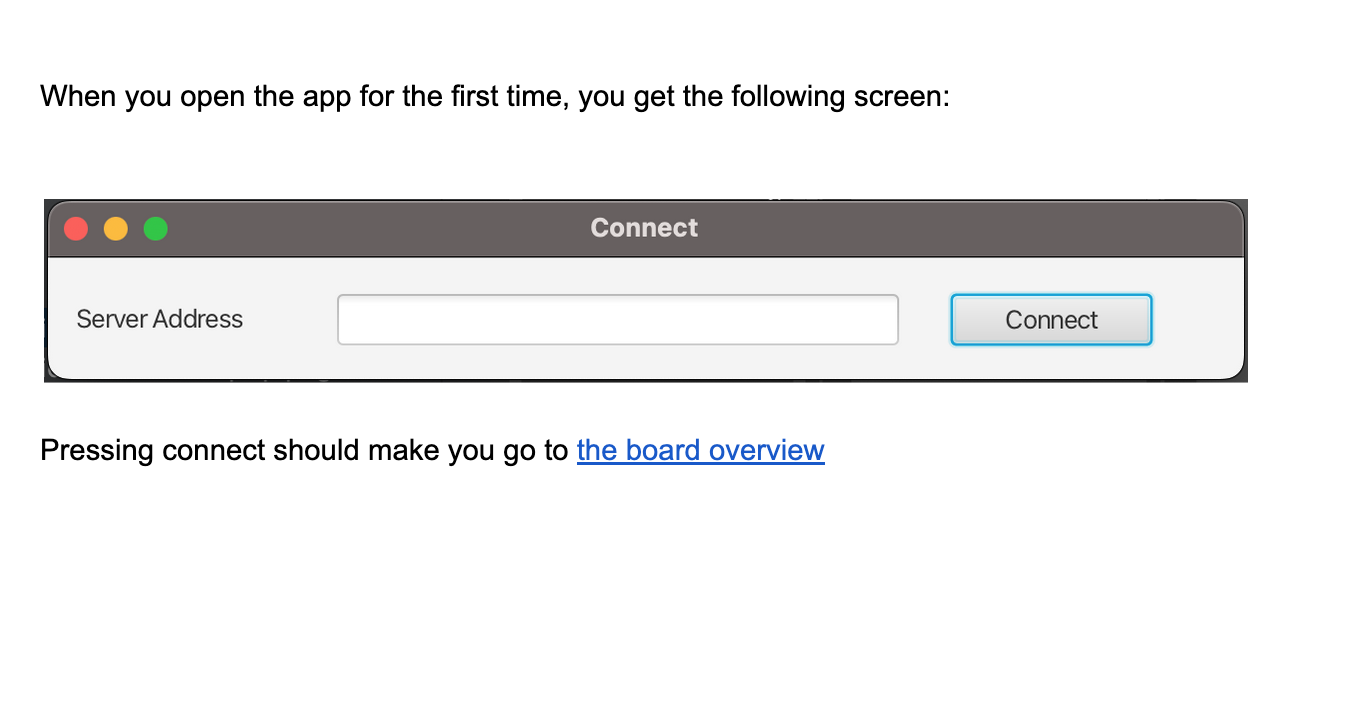 When you open the app for the first time, you get the following screen:
Connect
Server Address Connect
Pressing connect should make you go to the board overview